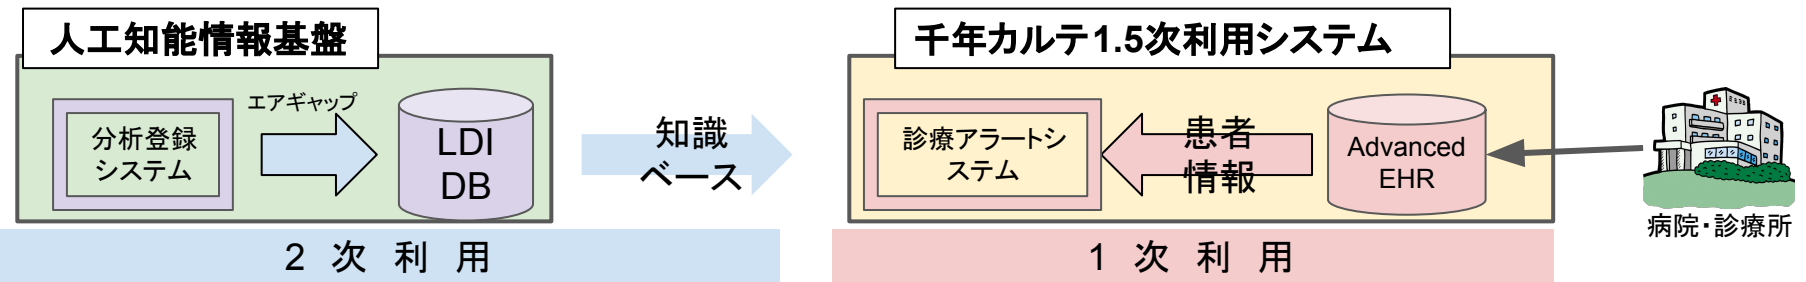 人工知能情報基盤
エアギャップ
分析登録
システム
LDI
DB
知識
ベース
２ 次 利 用
千年カルテ1.5次利用システム
診療アラートシ
ステム
患者
情報
Advanced
EHR
病院・診療所
１ 次 利 用